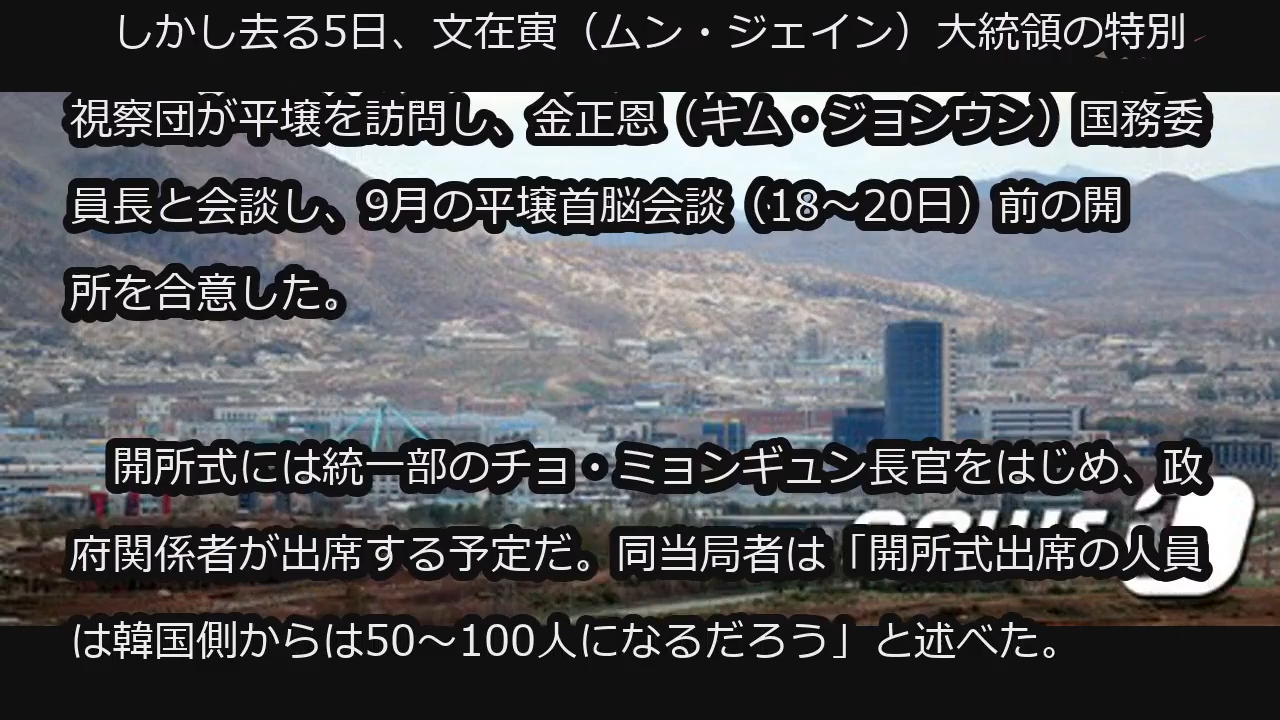 しかし去る5日、文在寅（ムン・ジェイン）大統領の特別
視察団が平壌を訪問し、金正恩（キム・ジョンウン）国務委
員長と会談し、9月の平壌首脳会談（18～20日）前の開
所を合意した。
開所式には統一部のチョ・ミョンギュン長官をはじめ、政
府関係者が出席する予定だ。同当局者は「開所式出席の人員
は韓国側からは50～100人になるだろう」と述べた。